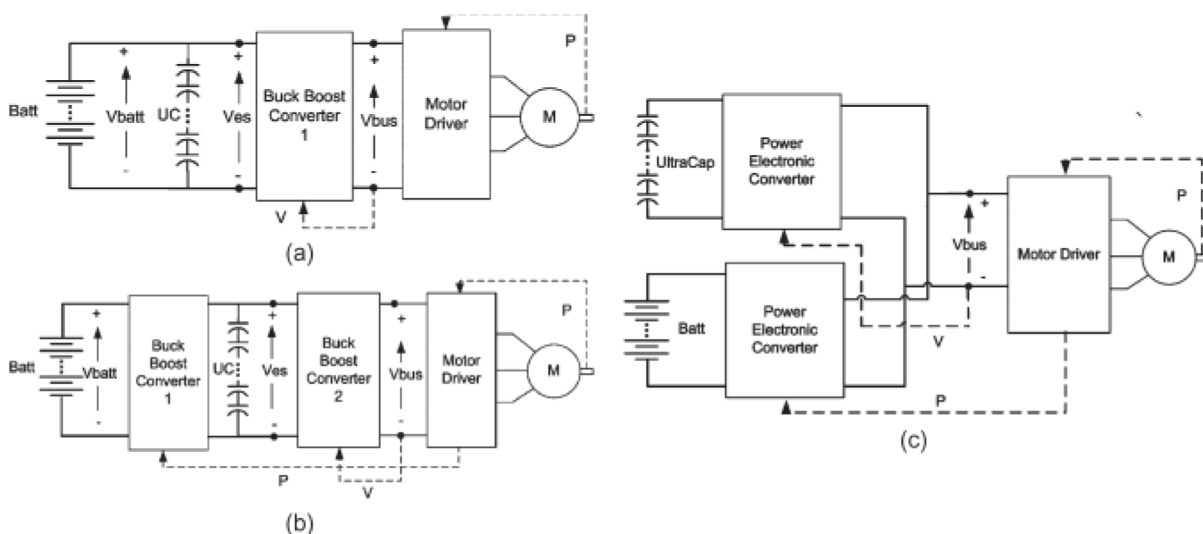 +
+
+
P
Batt
Vbatt
UC
Ves
Buck Boost
Converter
1
Vbus
Motor
Driver
M
-
-
-
V
(a)
+
+
+
P
Batt
Vbatt
Buck
Boost
Converter
1
UC
Ves
Buck
Boost
Converter
2
Vbus
Motor
Driver
M
-
-
-
P
V
(b)
UltraCap
Power
Electronic
Converter
P
+
Vbus
Motor Driver
M
-
Batt
Power
Electronic
Converter
V
P
(c)